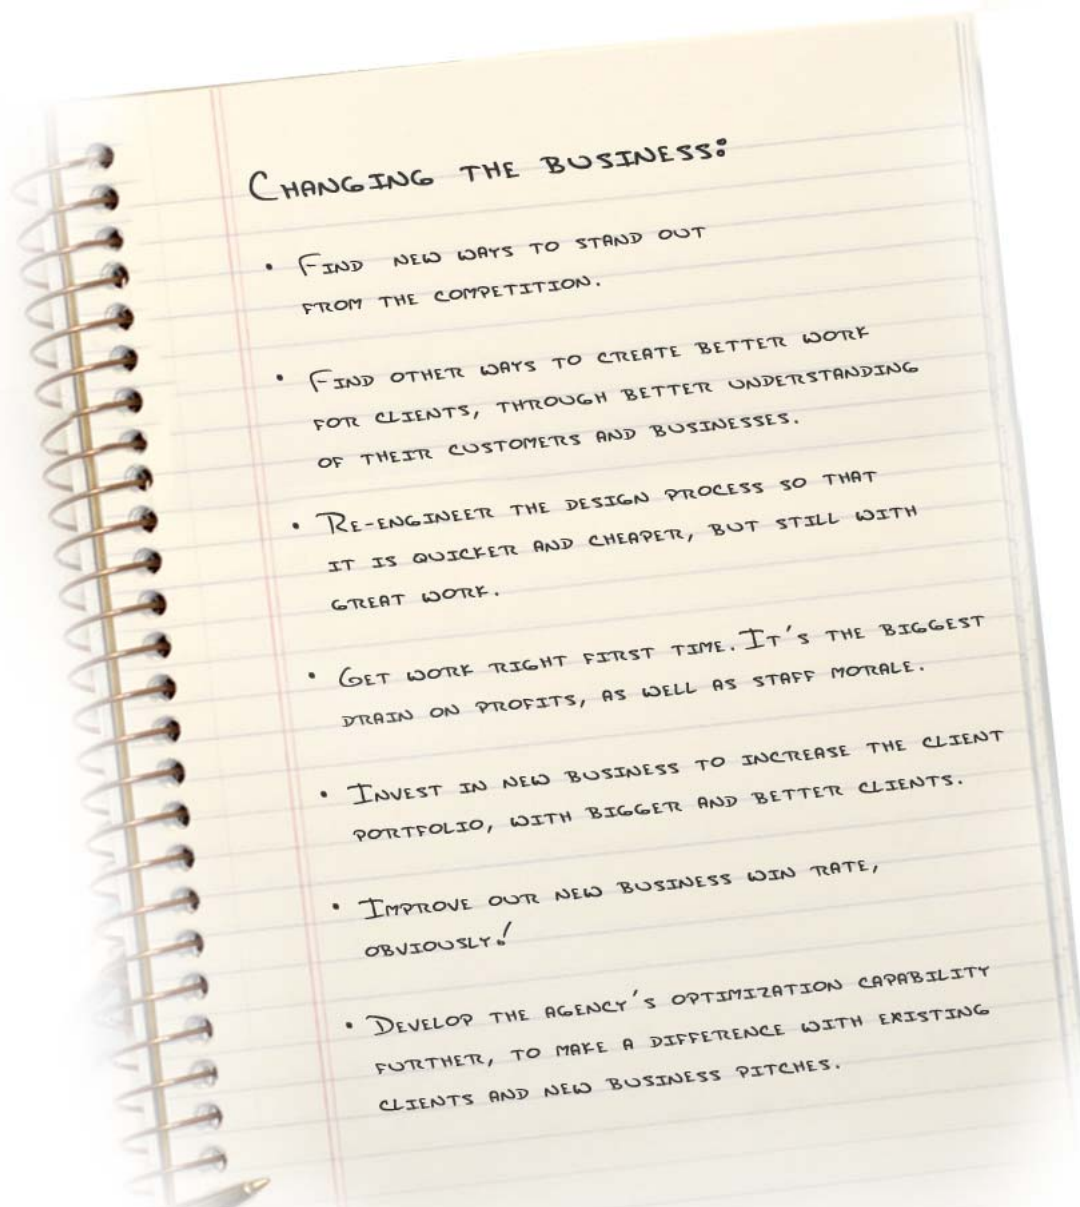 CHANGING THE BUSINESS:
• FIND NEW WAYS TO STAND OUT
FROM THE COMPETITION.
• FIND OTHER WAYS TO CREATE BETTER WORK
FOR CLIENTS, THROUGH BETTER UNDERSTANDING
OF THEIR CUSTOMERS AND BUSINESSES.
• RE-ENGINEER THE DESIGN PROCESS SO THAT
IT IS QUICKER AND CHEAPER, BUT STILL WITH
GREAT WORK.
• GET WORK RIGHT FIRST TIME. IT'S THE BIGGEST
DRAIN ON PROFITS, AS WELL AS STAFF MORALE.
• INVEST IN NEW BUSINESS TO INCREASE THE CLIENT
PORTFOLIO, WITH BIGGER AND BETTER CLIENTS.
• IMPROVE OUR NEW BUSINESS WIN RATE,
OBVIOUSLY!
• DEVELOP THE AGENCY'S OPTIMIZATION CAPABILITY
FURTHER, TO MAKE A DIFFERENCE WITH EXISTING
CLIENTS AND NEW BUSINESS PITCHES.